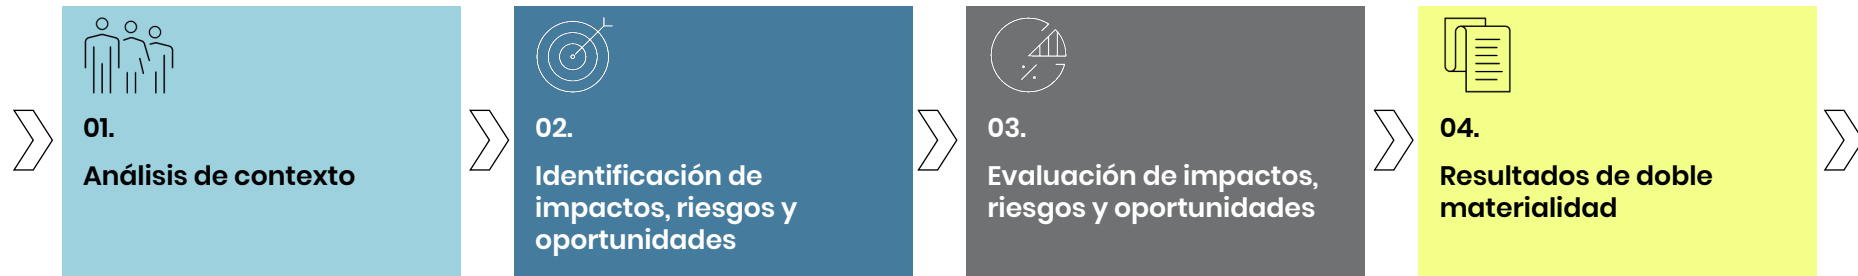 01.
Análisis de contexto
02.
Identificación de
impactos, riesgos y
oportunidades
03.
Evaluación de impactos,
riesgos y oportunidades
04.
Resultados de doble
materialidad